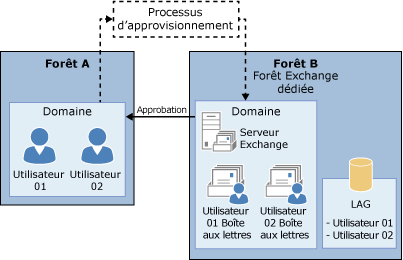 Processus
d'approvisionnement
Forêt A
Domaine
Utilisateur
01
Utilisateur
02
Approbation
Forêt B
Forêt Exchange
dédiée
Domaine
Serveur
Exchange
Utilisateur
01 Boîte
aux lettres
Utilisateur
02 Boîte
aux lettres
LAG
- Utilisateur 01
- Utilisateur 02